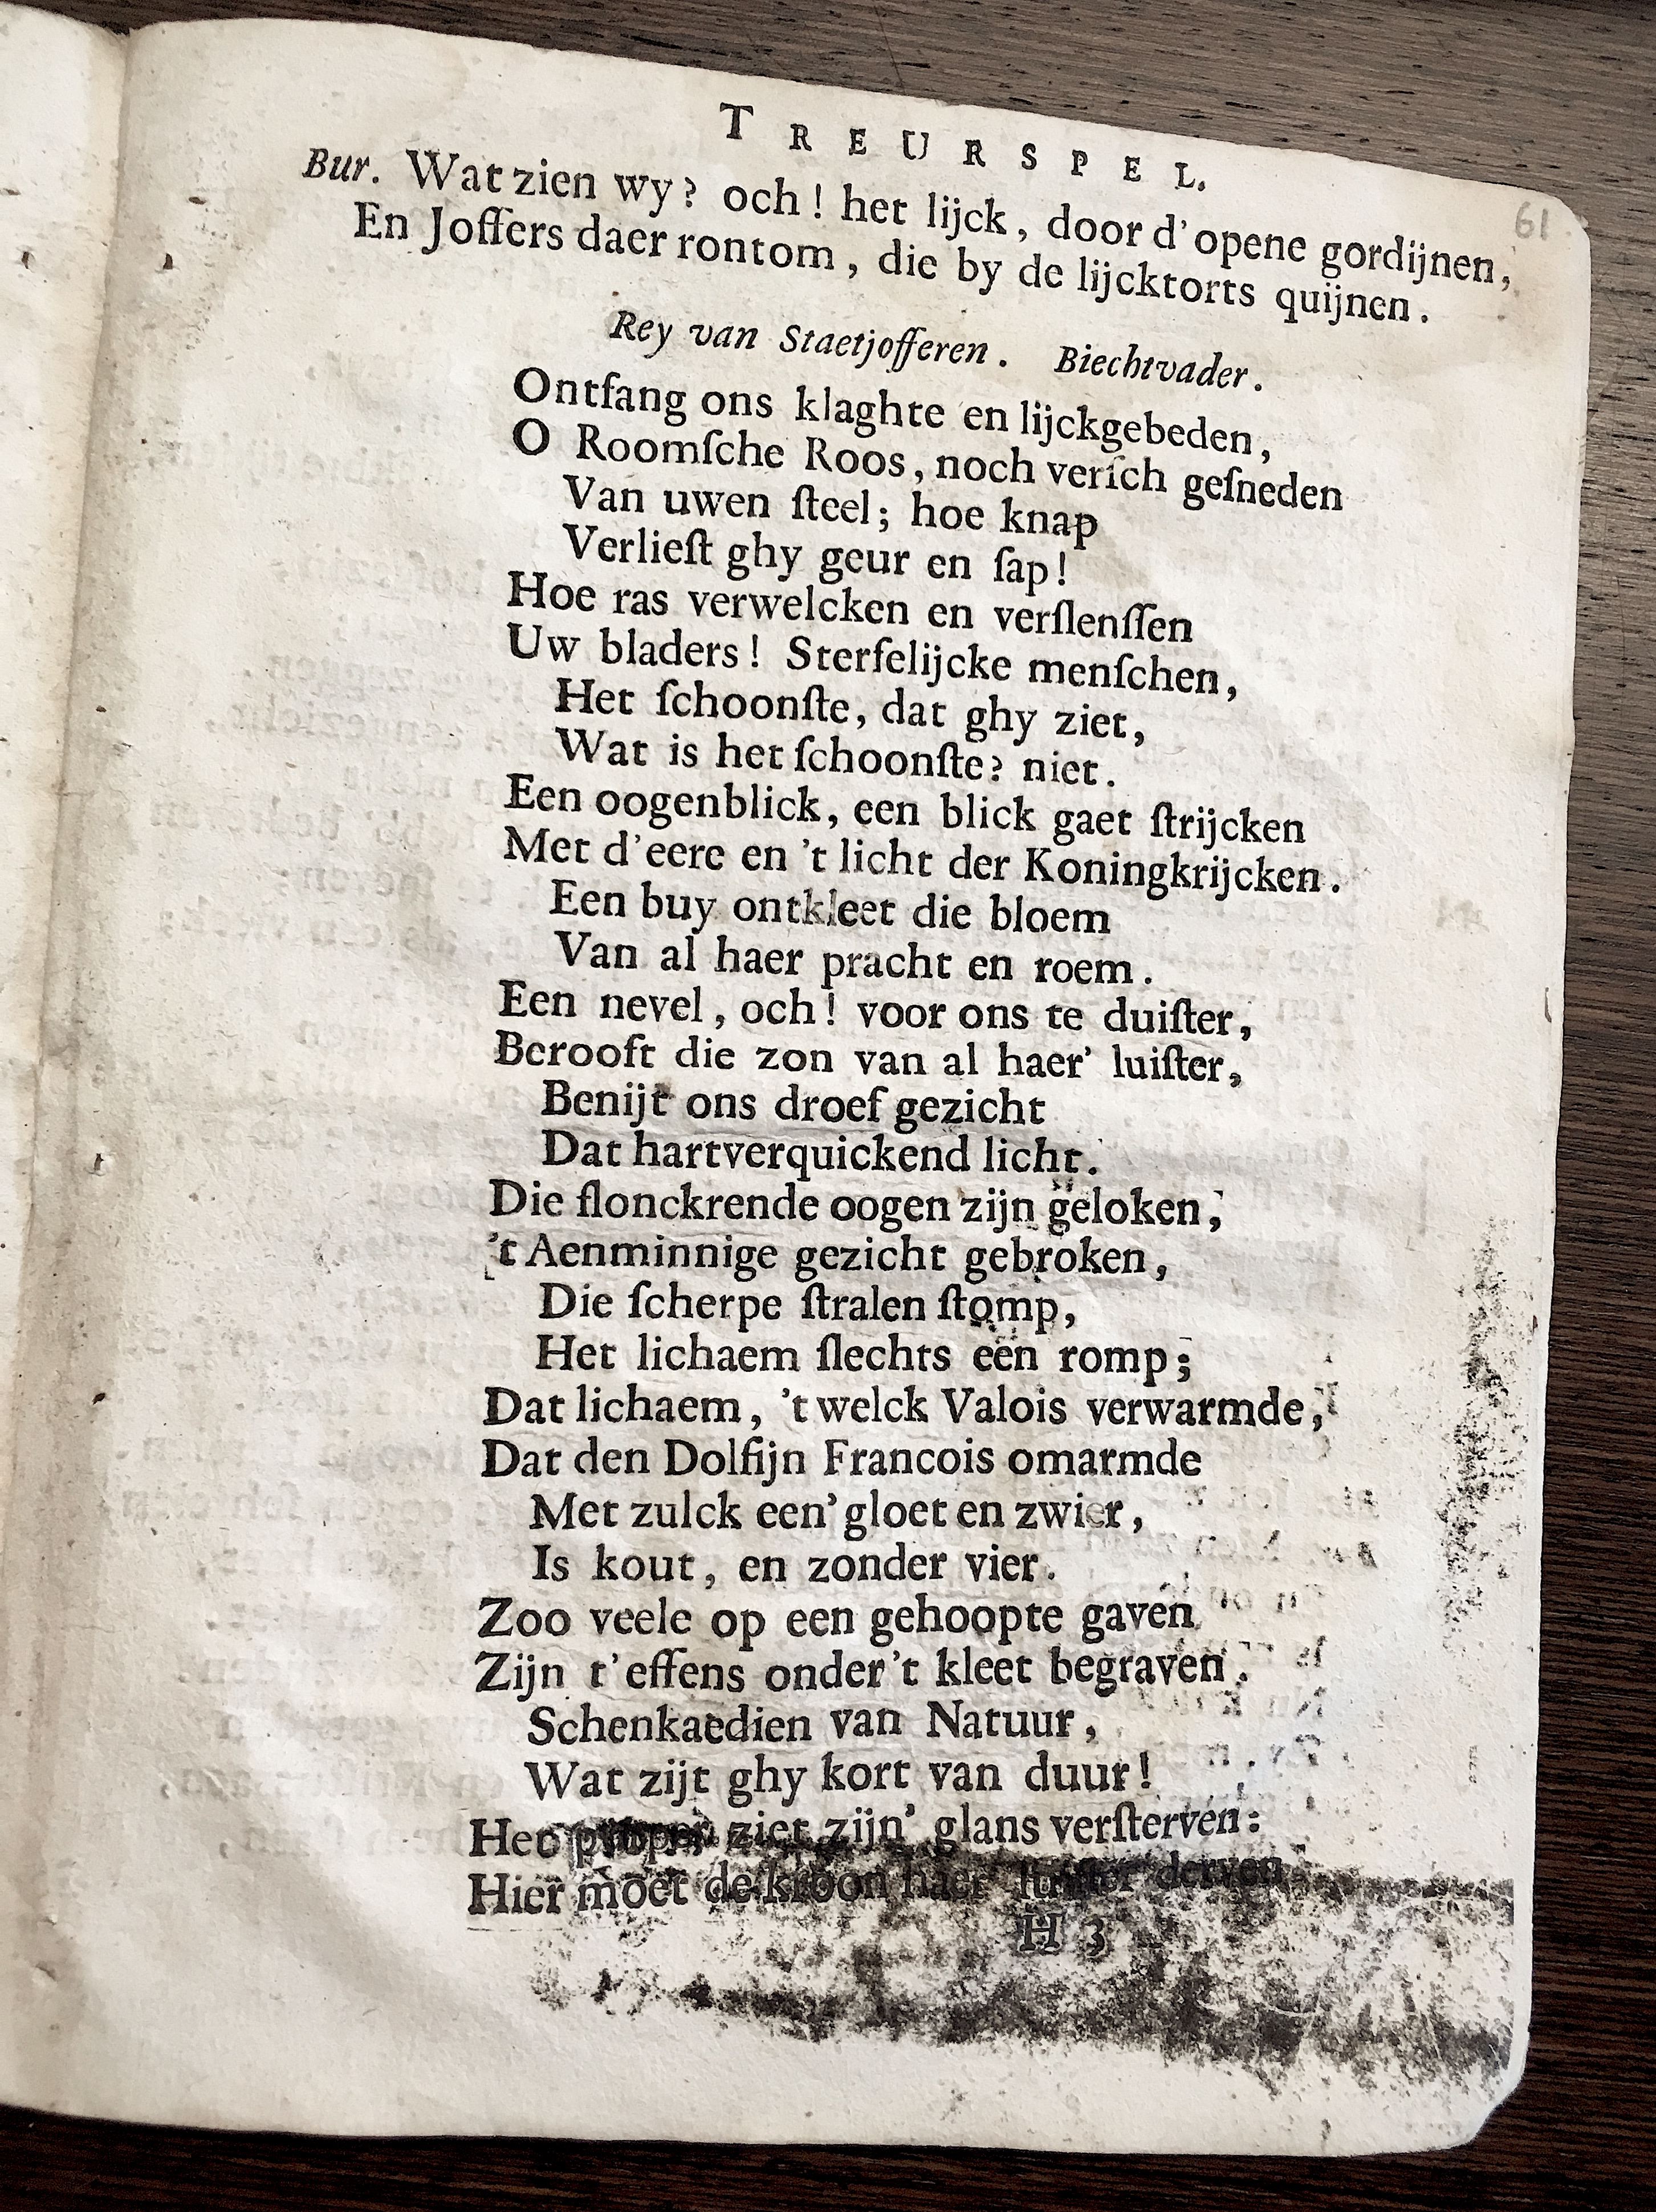 TREURSPEL.
61
Bur. Wat zien wy? och! het lijck, door d'opene gordijnen,
En Joffers daer rontom, die by de lijcktorts quijnen.
Rey van Staetjofferen. Biechtvader.
Ontfang ons klaghte en lijckgebeden,
O Roomſche Roos, noch verſch geſneden
Van uwen ſteel; hoe knap
Verlieſt ghy geur en ſap!
Hoe ras verwelcken en verſlenſſen
Uw bladers! Sterfelijcke menſchen,
Het ſchoonſte, dat ghy ziet,
Wat is het ſchoonſte? niet.
Een oogenblick, een blick gaet ſtrijcken
Met d'eere en 't licht der Koningkrijcken.
Een buy ontkleet die bloem
Van al haer pracht en roem.
Een nevel, och! voor ons te duiſter,
Berooft die zon van al haer' luiſter,
Benijt ons droef gezicht
Dat hartverquickend licht.
Die flonckrende oogen zijn geloken,
't Aenminnige gezicht gebroken,
Die ſcherpe ſtralen ſtomp,
Het lichaem ſlechts een romp;
Dat lichaem, 't welck Valois verwarmde,
Dat den Dolfijn Francois omarmde
Met zulck een' gloet en zwier,
Is kout, en zonder vier.
Zoo veele op een gehoopte gaven
Zijn t'effens onder 't kleet begraven.
Schenkaedien van Natuur,
Wat zijt ghy kort van duur!
Het purper ziet zijn' glans verſterven:
Hier moet de kroon haer luiſter derven
H 3